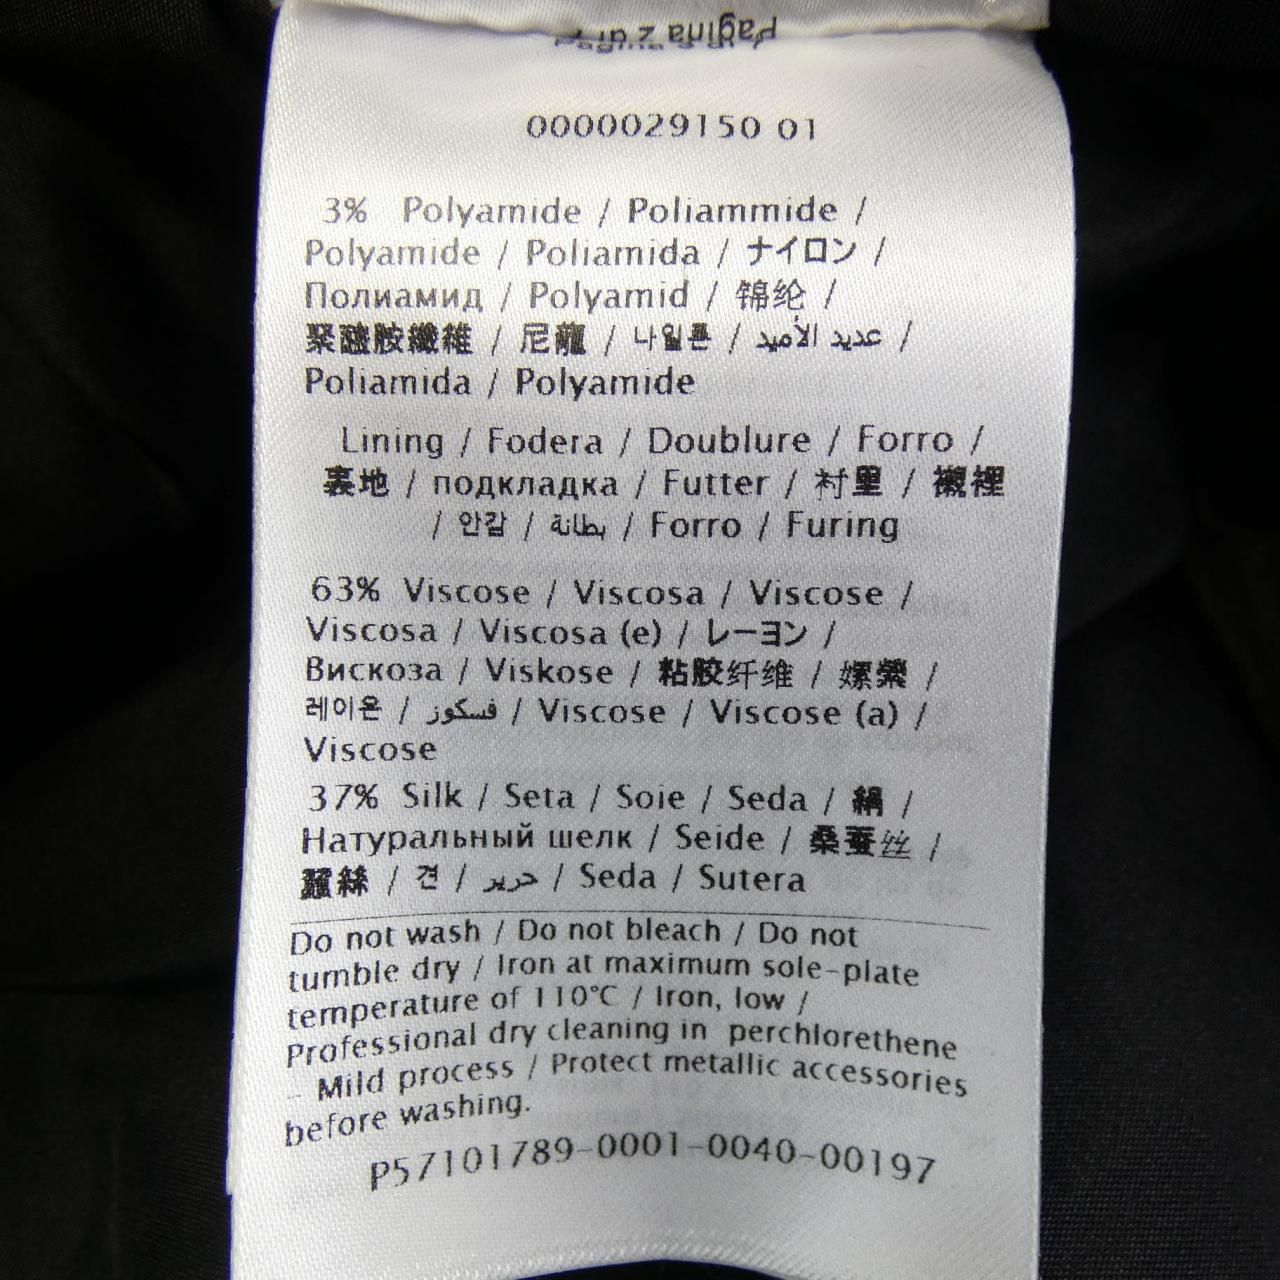 Pagina 2 di
0000029150 01
3% Polyamide / Poliammide /
Polyamide / Poliamida / ナイロン /
Полиамид / Polyamid / 锦纶 /
聚醯胺纖維 / 尼龍 / 나일론 / عديد الأميد /
Poliamida / Polyamide
Lining / Fodera / Doublure / Forro /
裏地 / подкладка / Futter / 衬里 / 襯裡
/ 안감 / بطانة / Forro / Furing
63% Viscose / Viscosa / Viscose /
Viscosa / Viscosa (e) / レーヨン /
Вискоза / Viskose / 粘胶纤维 / 嫘縈 /
레이온 / فسكوز / Viscose / Viscose (a) /
Viscose
37% Silk / Seta / Soie / Seda / 絹 /
Натуральный шелк / Seide / 桑蚕丝 /
蠶絲 / 견 / حرير / Seda / Sutera
Do not wash / Do not bleach / Do not
tumble dry / Iron at maximum sole-plate
temperature of 110°C / Iron, low /
Professional dry cleaning in perchlorethene
- Mild process / Protect metallic accessories
before washing.
P57101789-0001-0040-00197